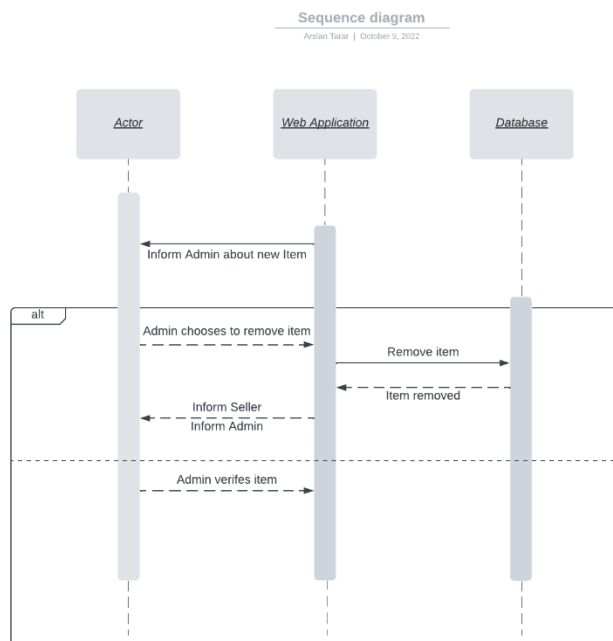 Sequence diagram
Arslan Tarar | October 9, 2022
Actor
Web Application
Database
Inform Admin about new Item
alt
Admin chooses to remove item
Remove item
Item removed
Inform Seller
Inform Admin
Admin verifes item